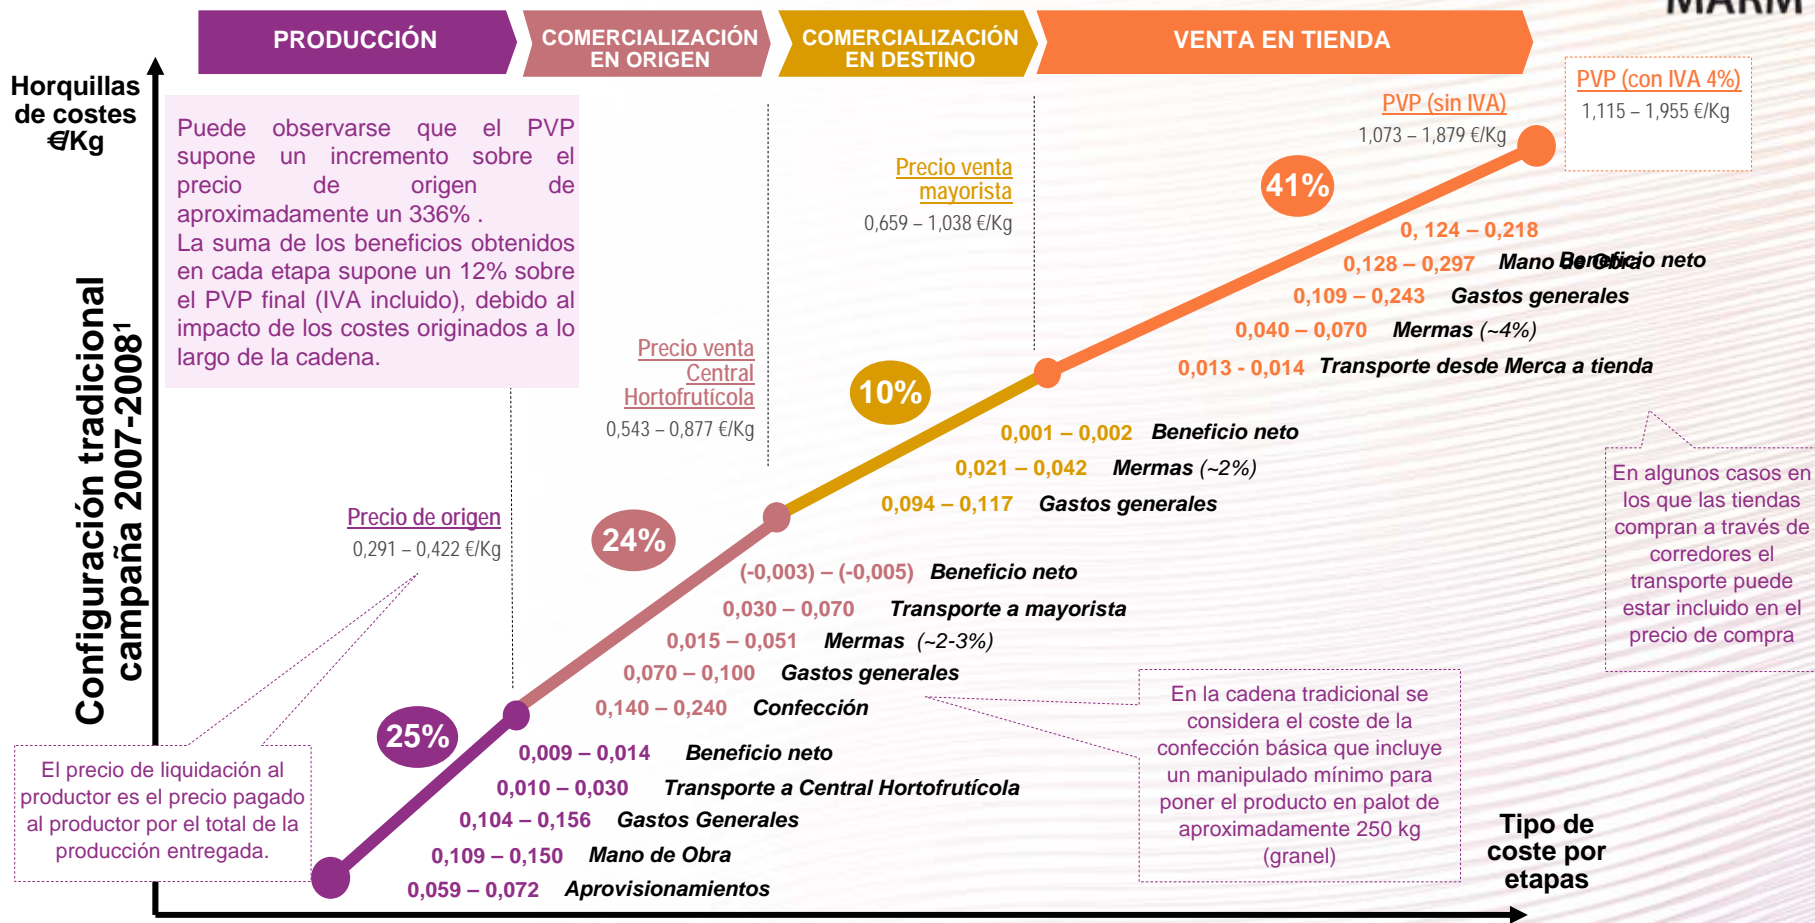 MARM
PRODUCCIÓN
COMERCIALIZACIÓN
EN ORIGEN
COMERCIALIZACIÓN
EN DESTINO
VENTA EN TIENDA
Horquillas
de costes
€/Kg
Configuración tradicional
campaña 2007-2008¹
Puede observarse que el PVP
supone un incremento sobre el
precio de origen de
aproximadamente un 336% .
La suma de los beneficios obtenidos
en cada etapa supone un 12% sobre
el PVP final (IVA incluido), debido al
impacto de los costes originados a lo
largo de la cadena.
PVP (con IVA 4%)
1,115 – 1,955 €/Kg
PVP (sin IVA)
1,073 – 1,879 €/Kg
41%
0, 124 – 0,218 Beneficio neto
0,128 – 0,297 Mano de Obra
0,109 – 0,243 Gastos generales
0,040 – 0,070 Mermas (~4%)
0,013 - 0,014 Transporte desde Merca a tienda
Precio venta
mayorista
0,659 – 1,038 €/Kg
10%
0,001 – 0,002 Beneficio neto
0,021 – 0,042 Mermas (~2%)
0,094 – 0,117 Gastos generales
En algunos casos en
los que las tiendas
compran a través de
corredores el
transporte puede
estar incluido en el
precio de compra
Precio venta
Central
Hortofrutícola
0,543 – 0,877 €/Kg
24%
(-0,003) – (-0,005) Beneficio neto
0,030 – 0,070 Transporte a mayorista
0,015 – 0,051 Mermas (~2-3%)
0,070 – 0,100 Gastos generales
0,140 – 0,240 Confección
En la cadena tradicional se
considera el coste de la
confección básica que incluye
un manipulado mínimo para
poner el producto en palot de
aproximadamente 250 kg
(granel)
Precio de origen
0,291 – 0,422 €/Kg
25%
0,009 – 0,014 Beneficio neto
0,010 – 0,030 Transporte a Central Hortofrutícola
0,104 – 0,156 Gastos Generales
0,109 – 0,150 Mano de Obra
0,059 – 0,072 Aprovisionamientos
El precio de liquidación al
productor es el precio pagado
al productor por el total de la
producción entregada.
Tipo de
coste por
etapas